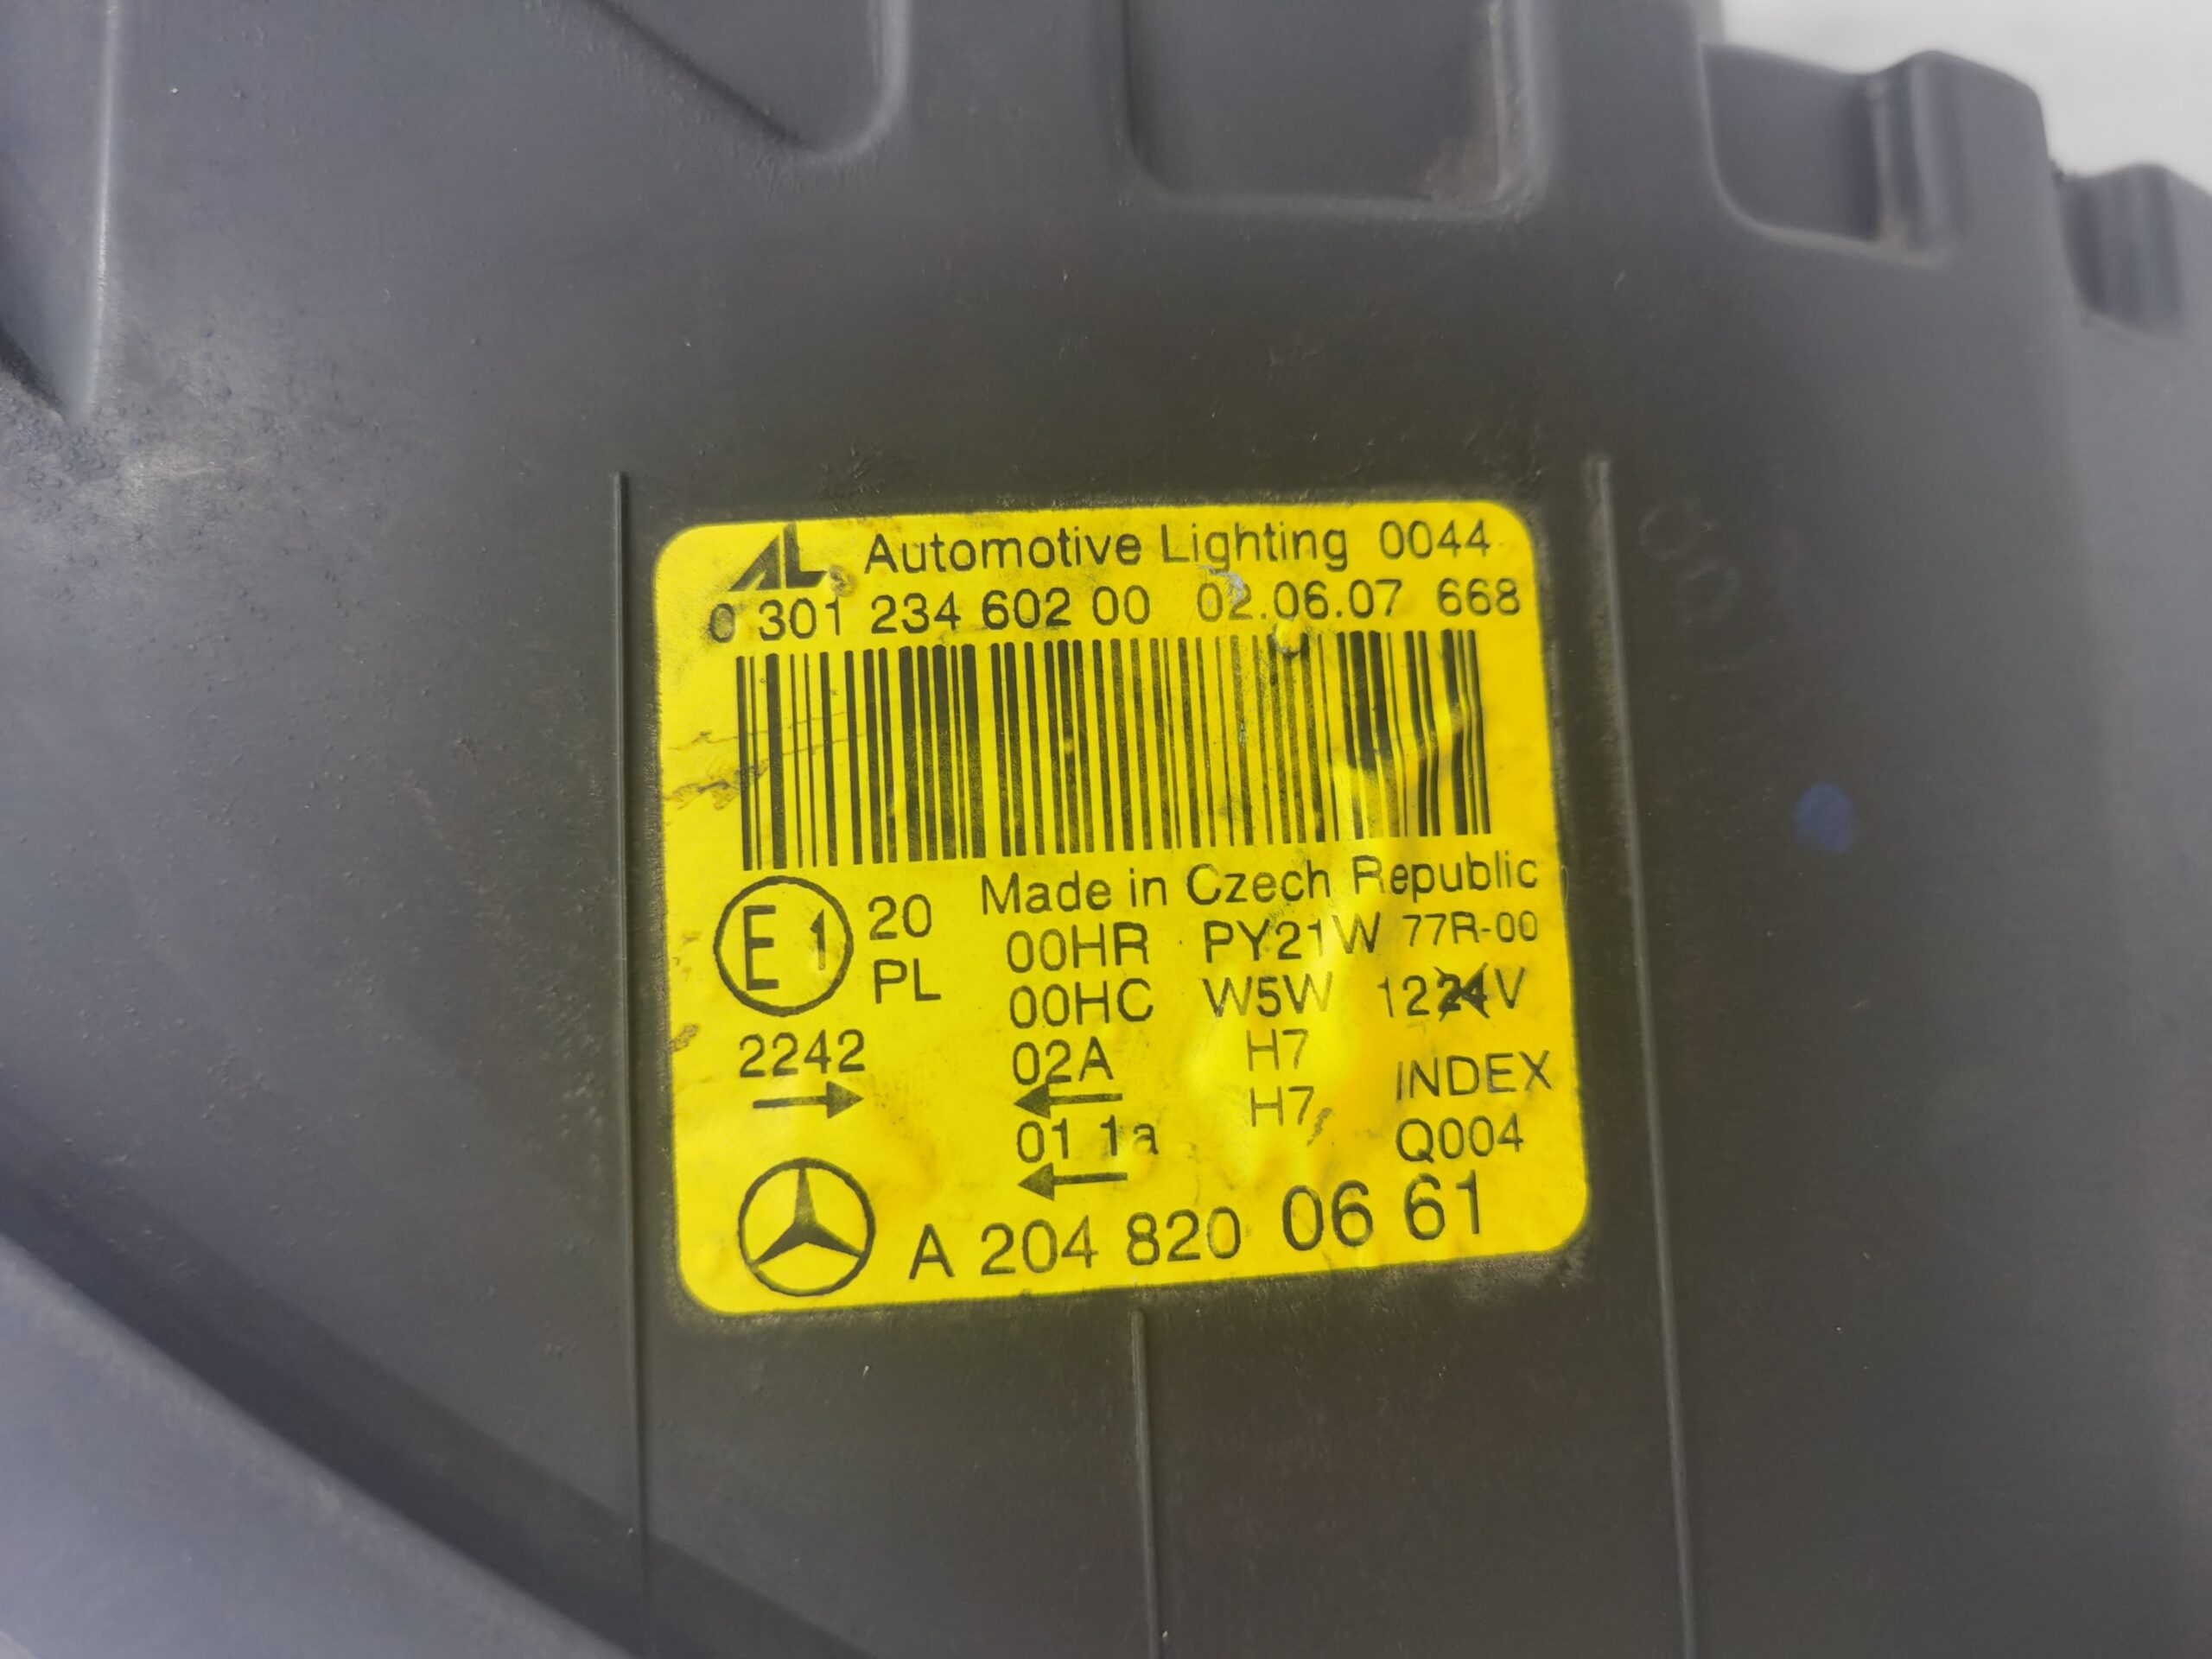 AL Automotive Lighting 0044
0 301 234 602 00 02.06.07 668
Made in Czech Republic
E1 20 00HR PY21W 77R-00
PL 00HC W5W 1224V
2242 02A H7 INDEX
→ ← H7
01 1a Q004
←
A 204 820 06 61